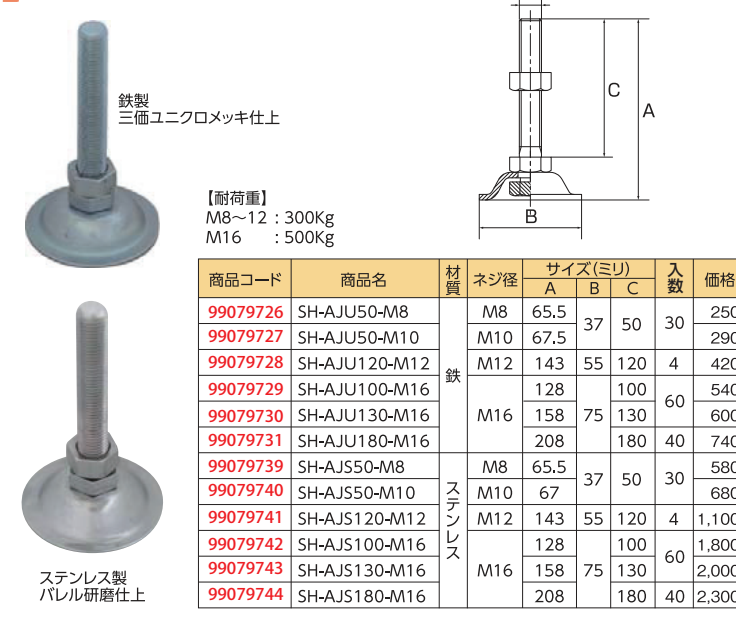 鉄製
三価ユニクロメッキ仕上
C
A
B
【耐荷重】
M8～12：300Kg
M16　：500Kg
商品コード 商品名 材質 ネジ径 サイズ(ミリ) 入数 価格
A B C
99079726 SH-AJU50-M8 鉄 M8 65.5 37 50 30 250
99079727 SH-AJU50-M10 M10 67.5 290
99079728 SH-AJU120-M12 M12 143 55 120 4 420
99079729 SH-AJU100-M16 M16 128 75 100 60 540
99079730 SH-AJU130-M16 158 130 600
99079731 SH-AJU180-M16 208 180 40 740
99079739 SH-AJS50-M8 ステンレス M8 65.5 37 50 30 580
99079740 SH-AJS50-M10 M10 67 680
99079741 SH-AJS120-M12 M12 143 55 120 4 1,100
99079742 SH-AJS100-M16 M16 128 75 100 60 1,800
99079743 SH-AJS130-M16 158 130 2,000
99079744 SH-AJS180-M16 208 180 40 2,300
ステンレス製
バレル研磨仕上